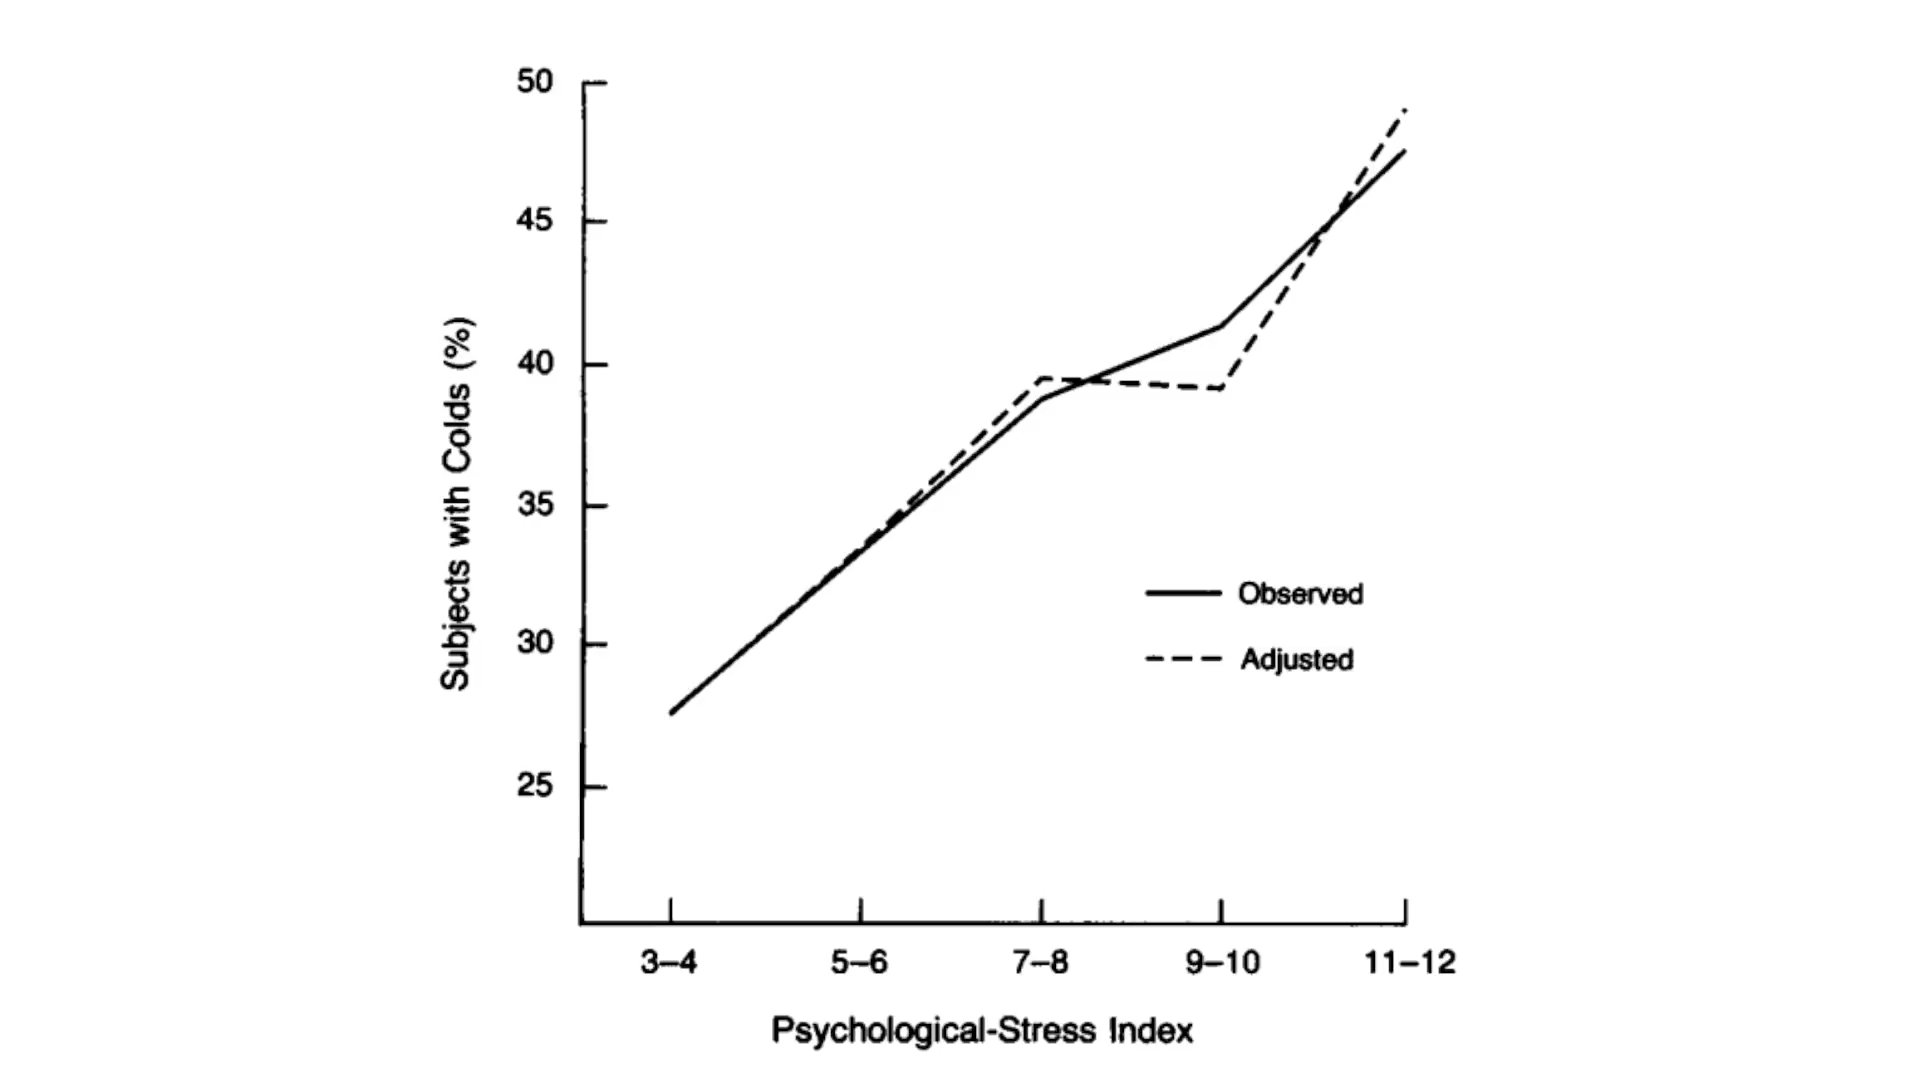 50
45
40
35
30
25
Subjects with Colds (%)
Observed
Adjusted
3–4 5–6 7–8 9–10 11–12
Psychological-Stress Index